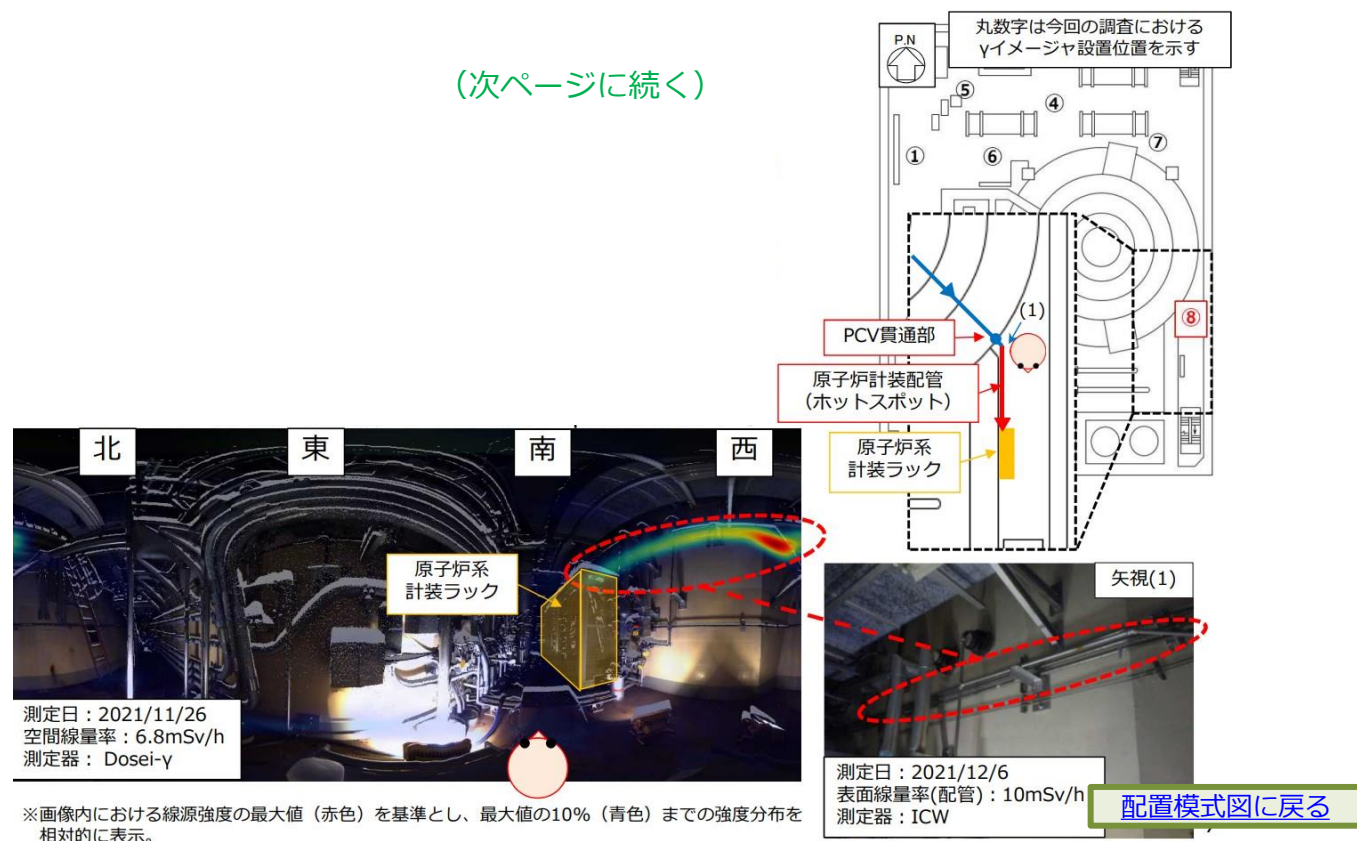 (次ページに続く)
P.N
丸数字は今回の調査における
γイメージャ設置位置を示す
⑤
④
①
⑥
⑦
⑧
(1)
PCV貫通部
原子炉計装配管
(ホットスポット)
原子炉系
計装ラック
北
東
南
西
原子炉系
計装ラック
測定日:2021/11/26
空間線量率:6.8mSv/h
測定器: Dosei-γ
矢視(1)
測定日:2021/12/6
表面線量率(配管):10mSv/h
測定器:ICW
配置模式図に戻る
※画像内における線源強度の最大値(赤色)を基準とし、最大値の10%(青色)までの強度分布を
相対的に表示。